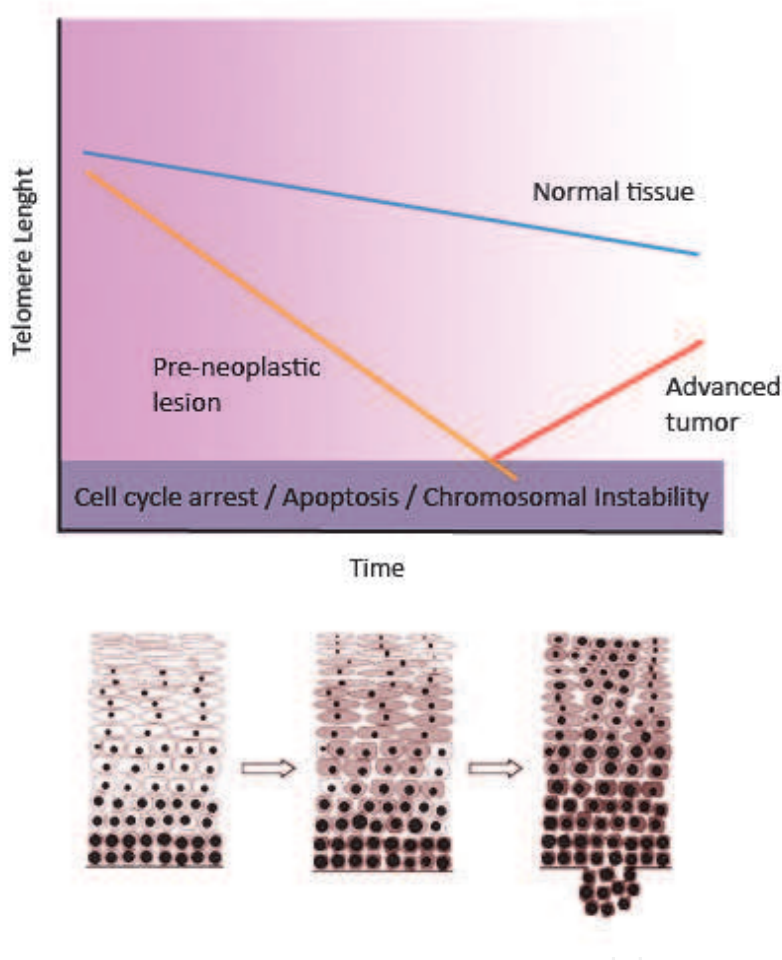 Telomere Lenght
Normal tissue
Pre-neoplastic
lesion
Advanced
tumor
Cell cycle arrest / Apoptosis / Chromosomal Instability
Time